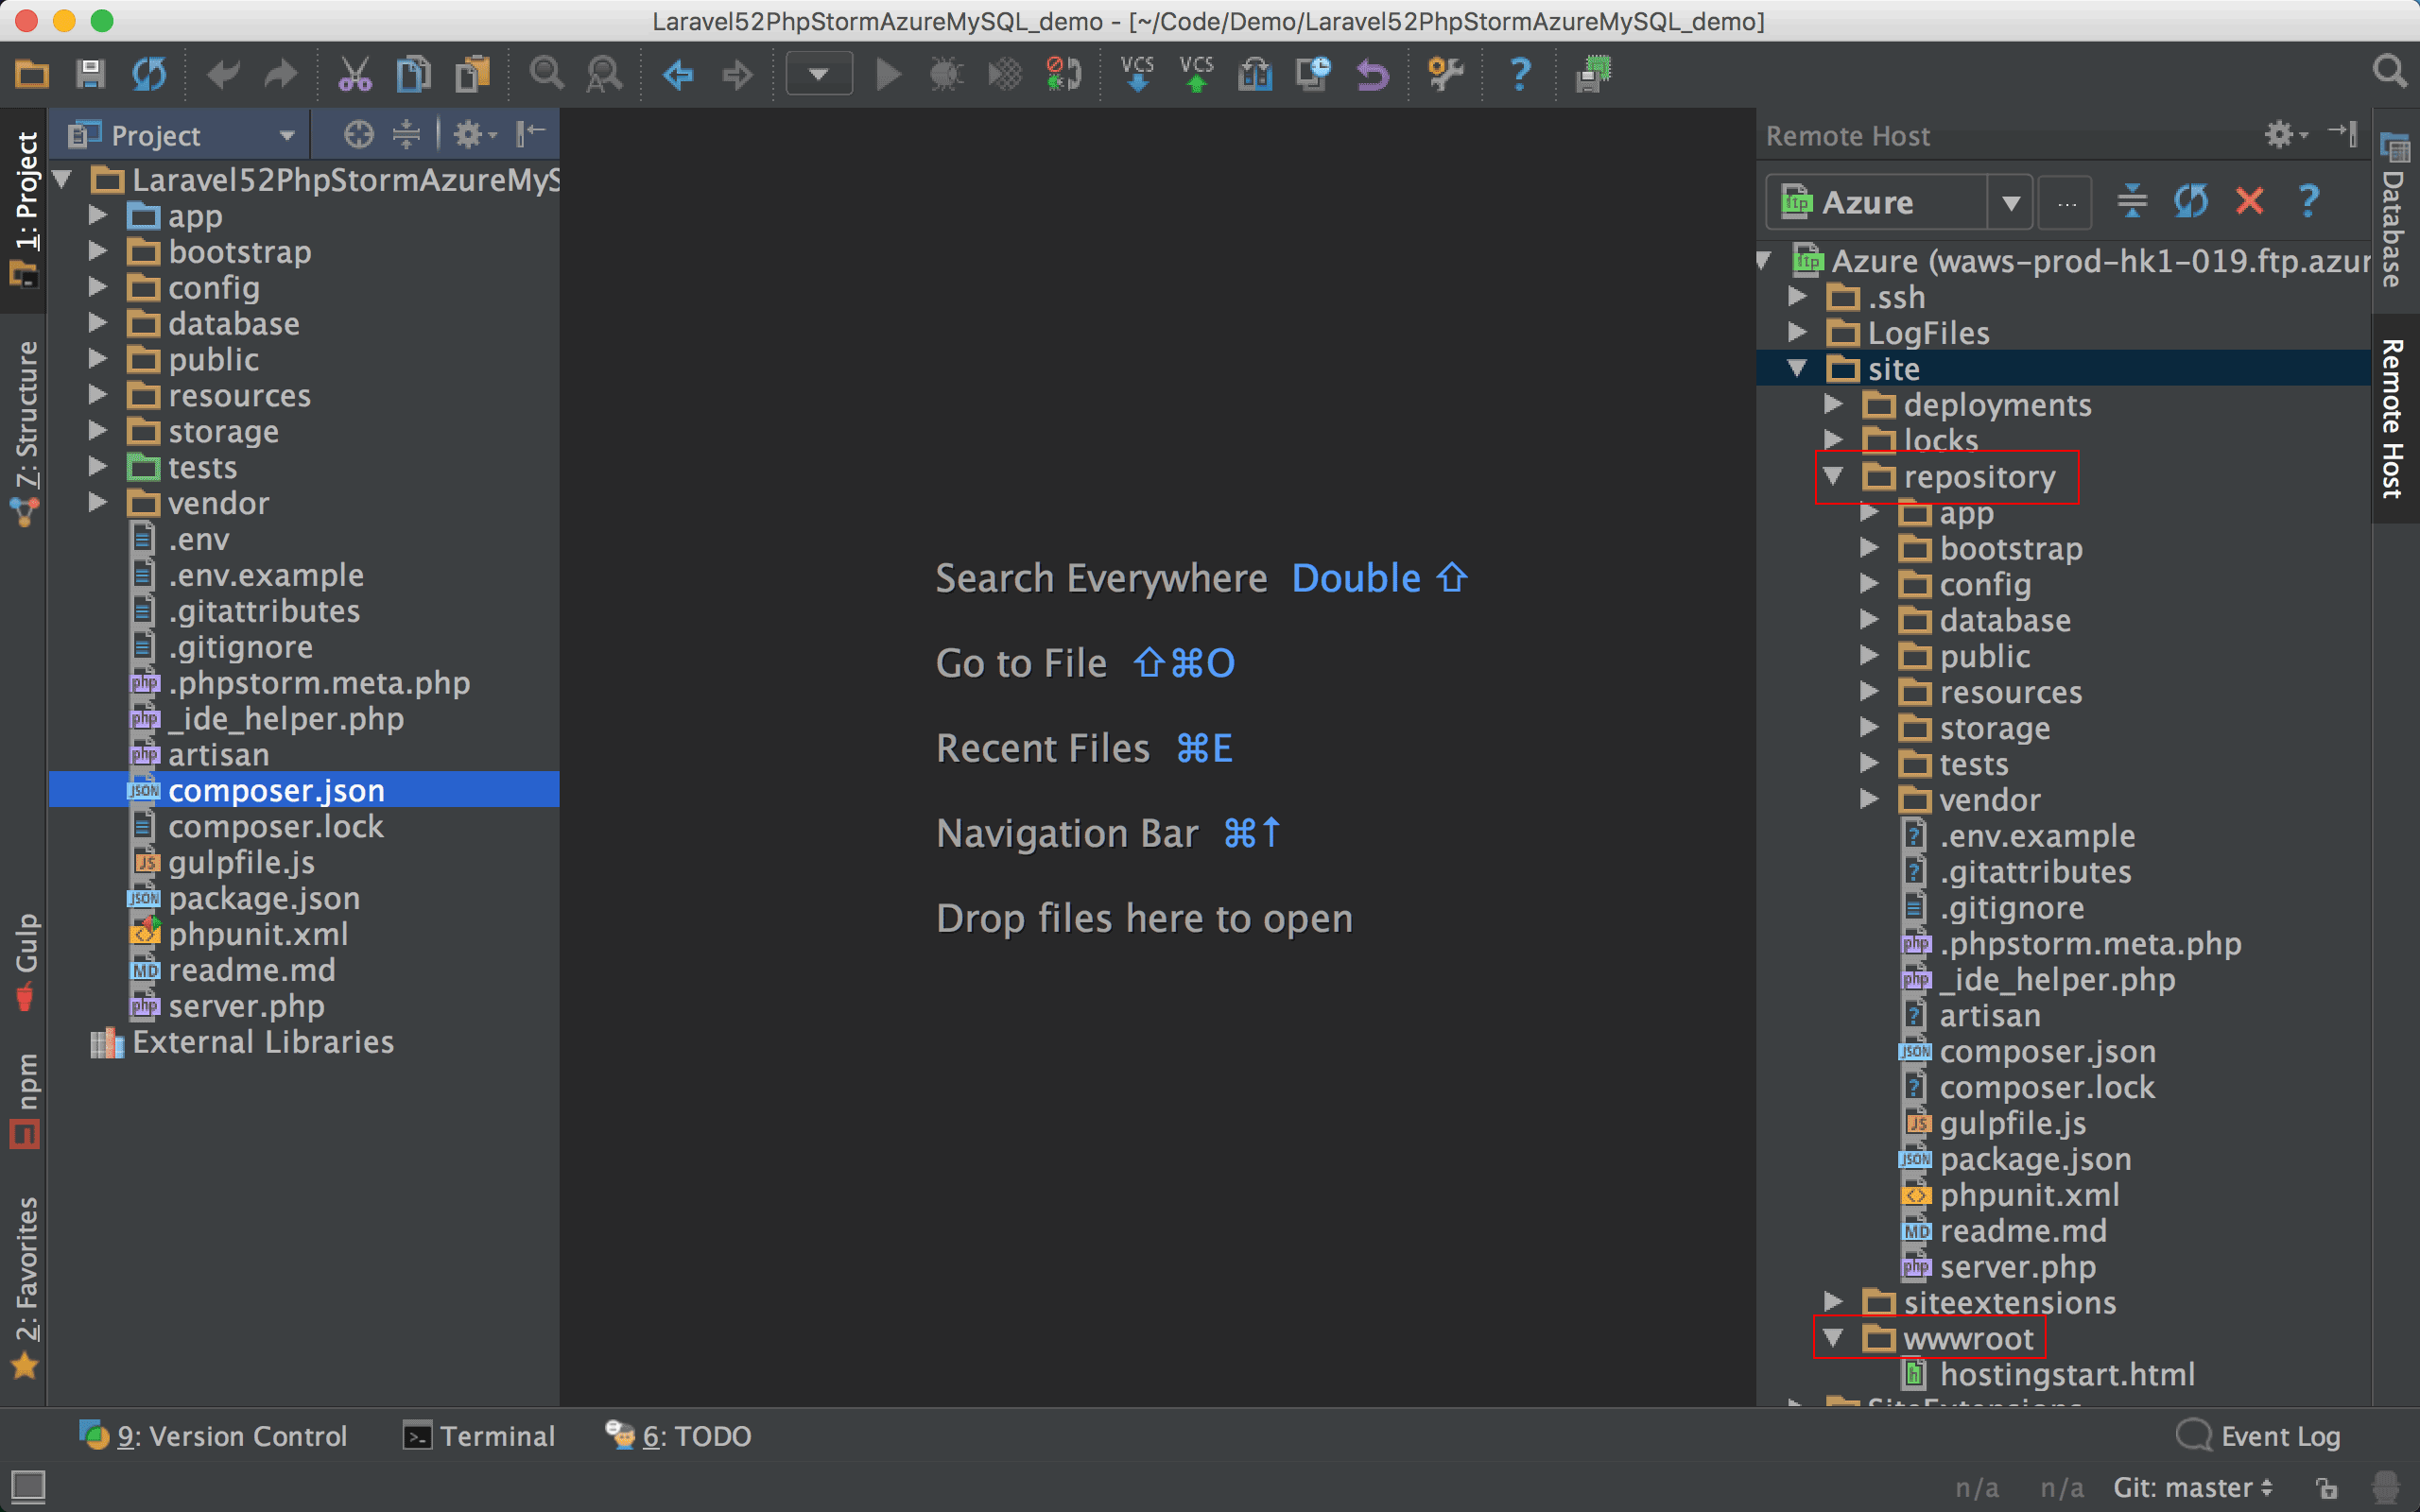 Laravel52PhpStormAzureMySQL_demo - [~/Code/Demo/Laravel52PhpStormAzureMySQL_demo]
VCS
VCS
1: Project
7: Structure
Gulp
npm
2: Favorites
Project
Laravel52PhpStormAzureMyS
app
bootstrap
config
database
public
resources
storage
tests
vendor
.env
.env.example
.gitattributes
.gitignore
.phpstorm.meta.php
_ide_helper.php
artisan
composer.json
composer.lock
gulpfile.js
package.json
phpunit.xml
readme.md
server.php
External Libraries
Search Everywhere Double ⇧
Go to File ⇧⌘O
Recent Files ⌘E
Navigation Bar ⌘↑
Drop files here to open
Remote Host
Azure
...
Azure (waws-prod-hk1-019.ftp.azur
.ssh
LogFiles
site
deployments
locks
repository
app
bootstrap
config
database
public
resources
storage
tests
vendor
.env.example
.gitattributes
.gitignore
.phpstorm.meta.php
_ide_helper.php
artisan
composer.json
composer.lock
gulpfile.js
package.json
phpunit.xml
readme.md
server.php
siteextensions
wwwroot
hostingstart.html
SiteExtensions
Database
Remote Host
9: Version Control
Terminal
6: TODO
Event Log
n/a
n/a
Git: master